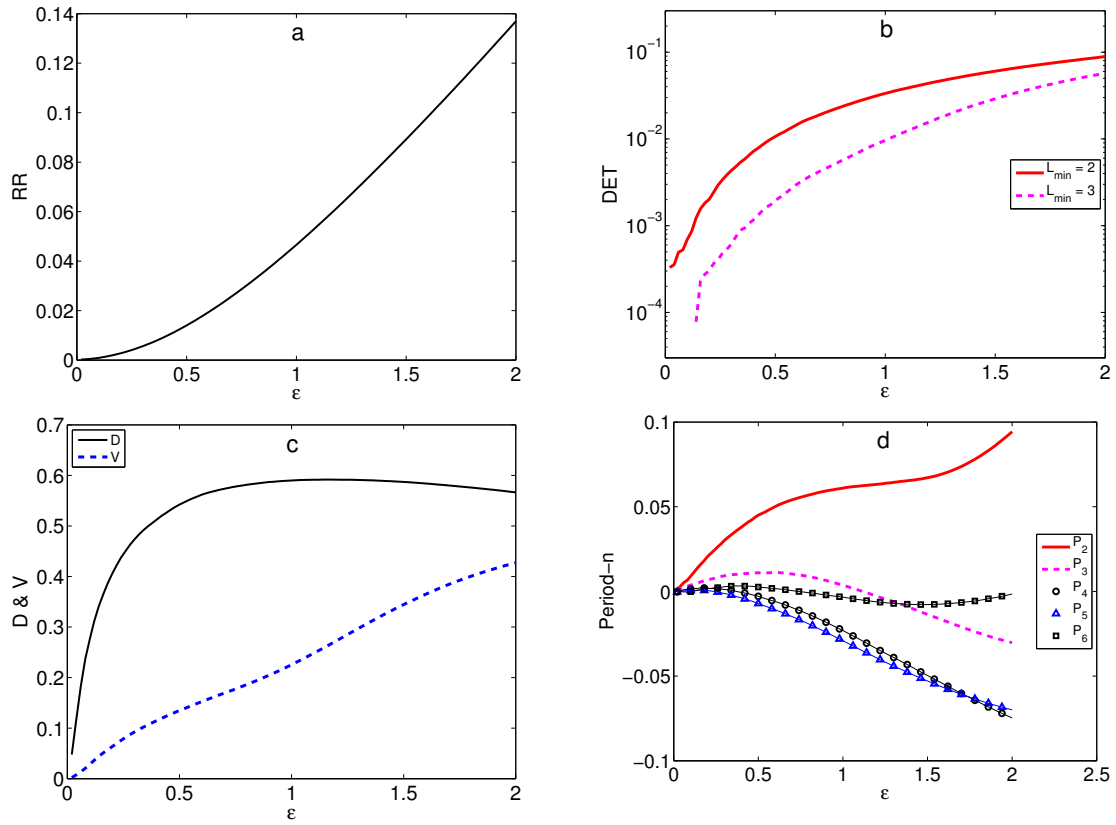 a
0.14
0.12
0.1
0.08
0.06
0.04
0.02
0
RR
0 0.5 1 1.5 2
ε
b
10^-1
10^-2
10^-3
10^-4
DET
L_min = 2
L_min = 3
0 0.5 1 1.5 2
ε
c
D
V
0.7
0.6
0.5
0.4
0.3
0.2
0.1
0
D & V
0 0.5 1 1.5 2
ε
d
0.1
0.05
0
−0.05
−0.1
Period−n
P_2
P_3
P_4
P_5
P_6
0 0.5 1 1.5 2 2.5
ε